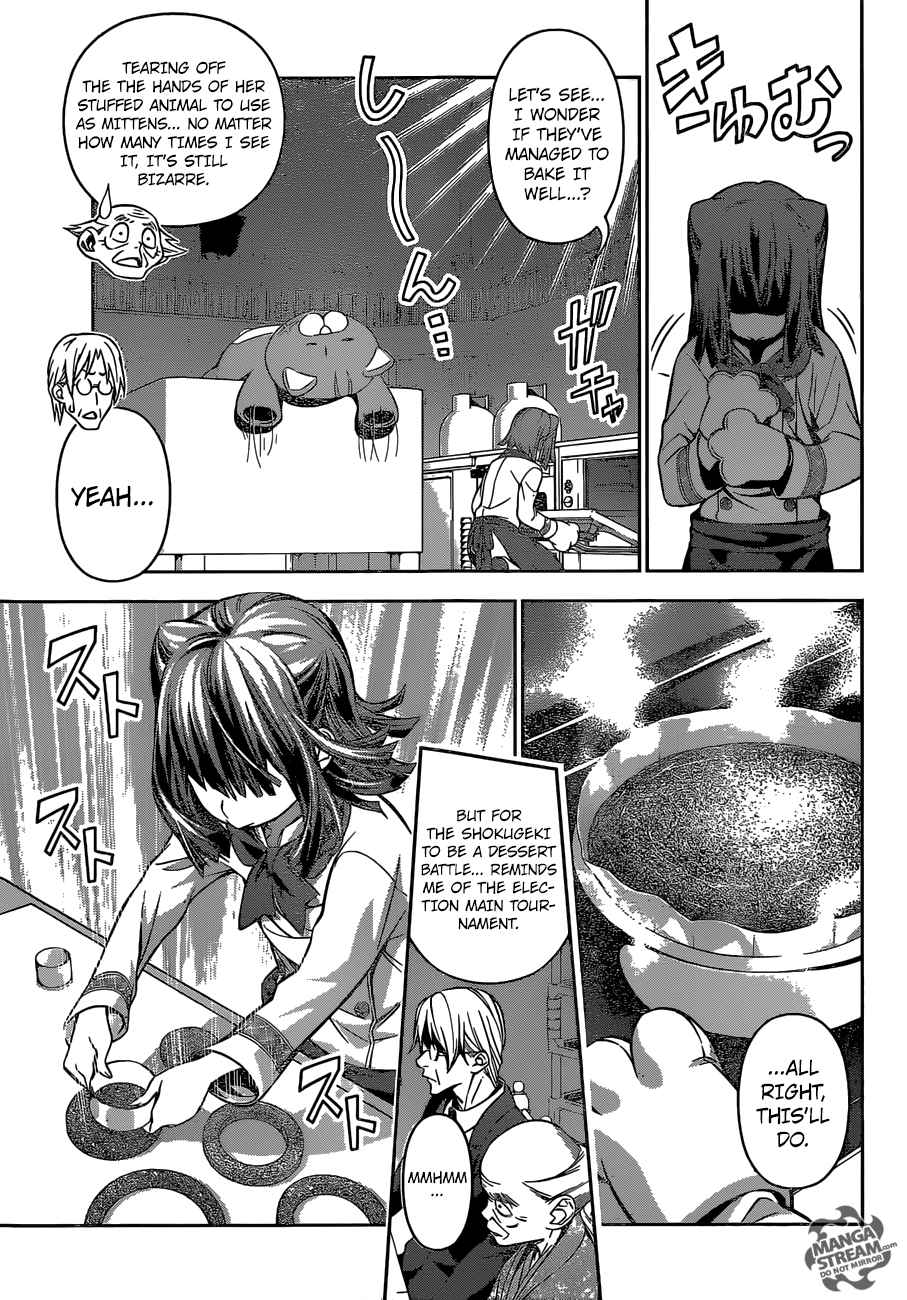 きゅむっ
LET'S SEE...
I WONDER
IF THEY'VE
MANAGED TO
BAKE IT
WELL...?
ガチャ
しーん…
TEARING OFF
THE THE HANDS OF HER
STUFFED ANIMAL TO USE
AS MITTENS... NO MATTER
HOW MANY TIMES I SEE
IT, IT'S STILL
BIZARRE.
YEAH...
...ALL
RIGHT,
THIS'LL
DO.
BUT FOR
THE SHOKUGEKI
TO BE A DESSERT
BATTLE... REMINDS
ME OF THE ELEC-
TION MAIN TOUR-
NAMENT.
MMHMM
...
スト
スト
スト
MANGA
STREAM.com
DO NOT MIRROR!